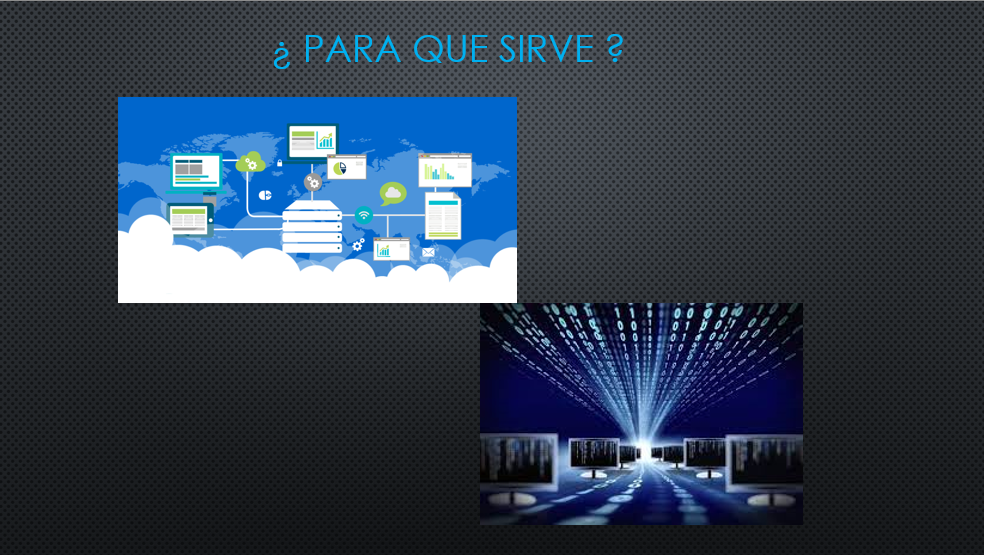 ¿ PARA QUE SIRVE ?